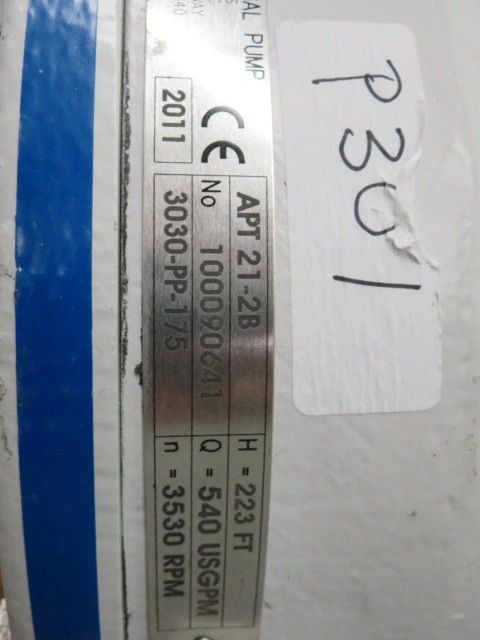 AL PUMP
CE
2011
APT 21-2B
H = 223 FT
No 100090641
Q = 540 USGPM
3030-PP-175
n = 3530 RPM
P301